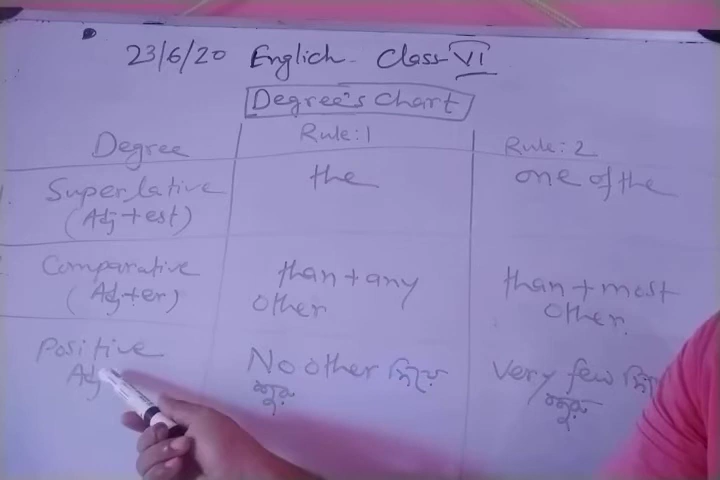 23/6/20 Englich - Class VI
Degree's Chart
Degree Rule:1 Rule:2
Superlative the one of the
(Adj+est)
Comparative than+any than+most
(Adj+er) other other
Positive No other দিয়ে very few
Adj শুরু শুরু